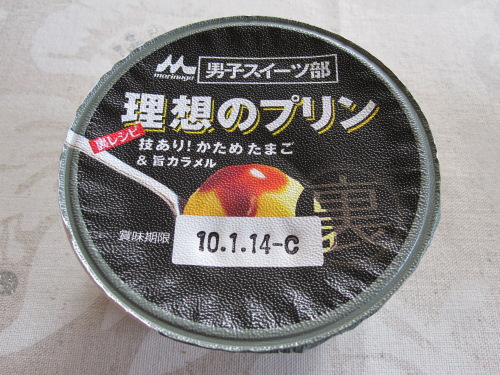 morinaga
男子スイーツ部
理想のプリン
裏レシピ
技あり!かためたまご
&旨カラメル
裏
賞味期限
10.1.14-C